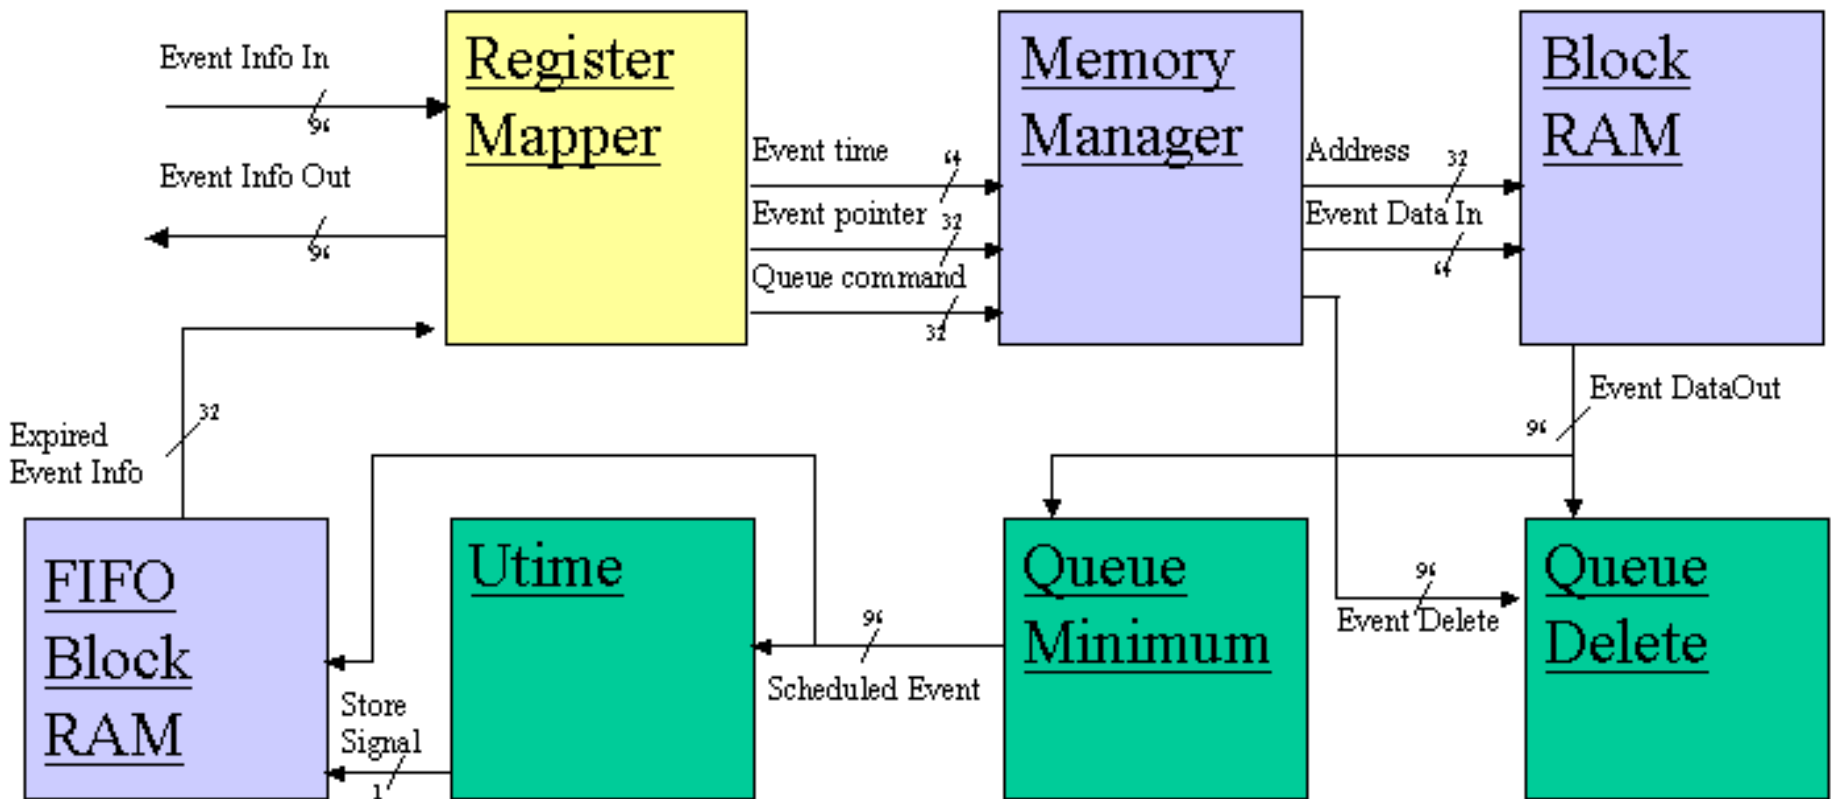 Event Info In
96
Event Info Out
96
Register
Mapper
Event time
64
Event pointer
32
Queue command
32
Memory
Manager
Address
32
Event Data In
64
Block
RAM
Event DataOut
96
32
Expired
Event Info
FIFO
Block
RAM
Store
Signal
1
Utime
96
Scheduled Event
Queue
Minimum
96
Event Delete
Queue
Delete